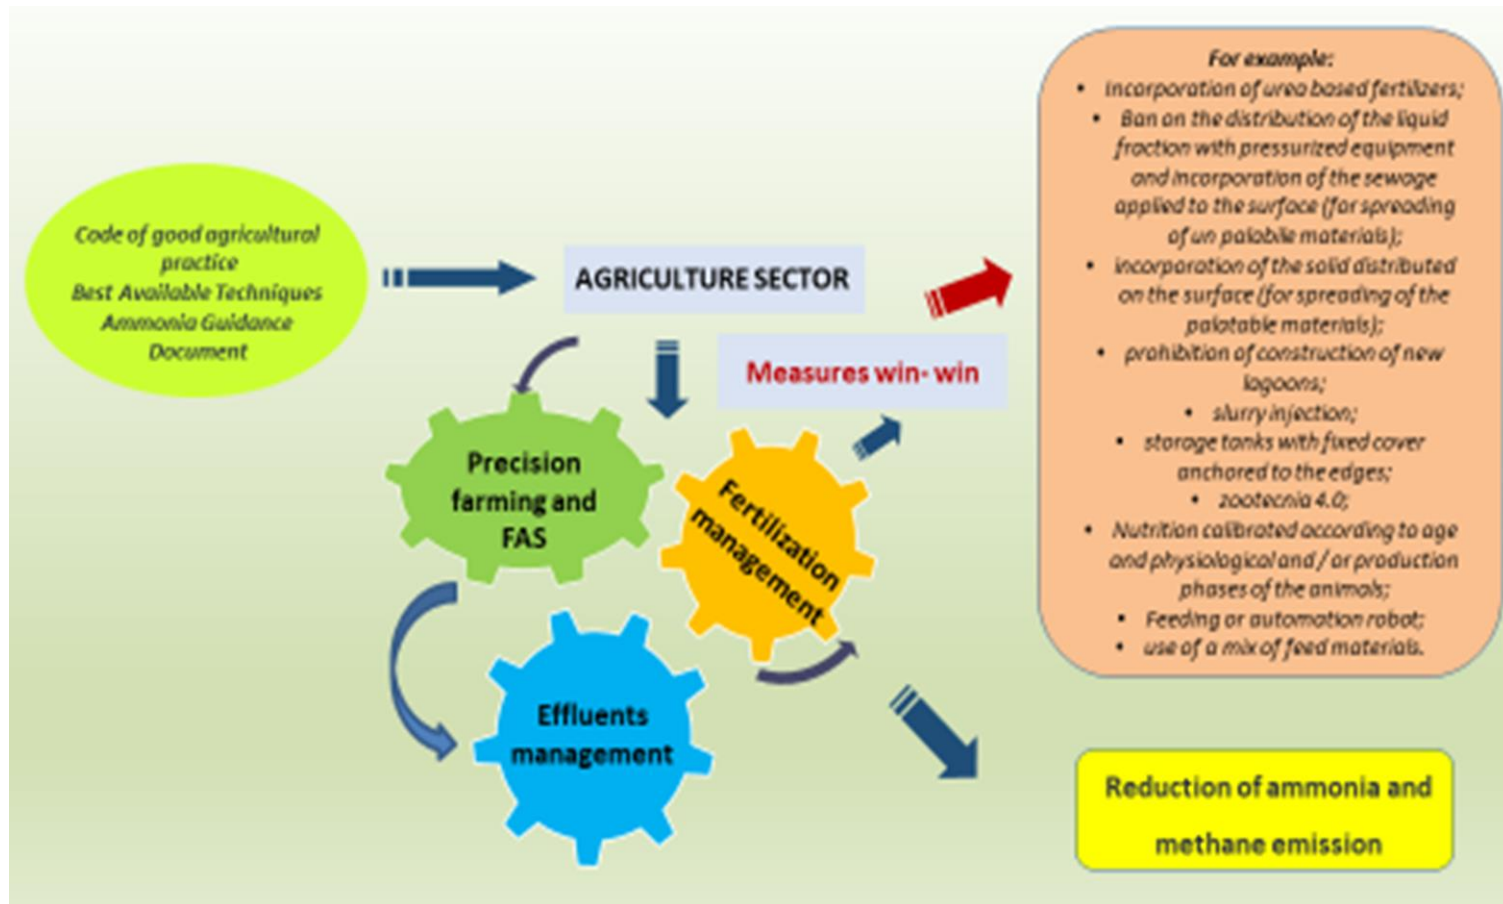 Code of good agricultural
practice
Best Available Techniques
Ammonia Guidance
Document
AGRICULTURE SECTOR
Measures win- win
Precision
farming and
FAS
Fertilization
management
Effluents
management
For example:
• incorporation of urea based fertilizers;
• Ban on the distribution of the liquid
fraction with pressurized equipment
and incorporation of the sewage
applied to the surface (for spreading
of un palabile materials);
• incorporation of the solid distributed
on the surface (for spreading of the
palatable materials);
• prohibition of construction of new
lagoons;
• slurry injection;
• storage tanks with fixed cover
anchored to the edges;
• zootecnia 4.0;
• Nutrition calibrated according to age
and physiological and / or production
phases of the animals;
• Feeding or automation robot;
• use of a mix of feed materials.
Reduction of ammonia and
methane emission